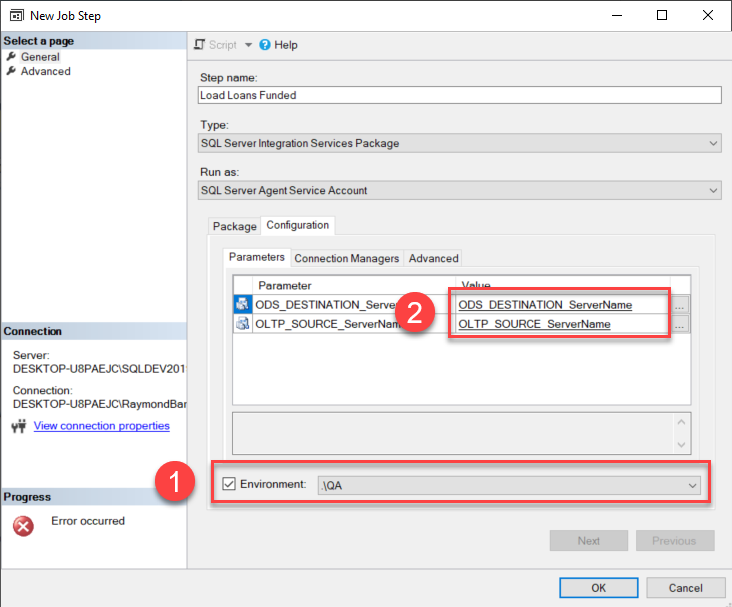 New Job Step
Select a page
General
Advanced
Script
Help
Step name:
Load Loans Funded
Type:
SQL Server Integration Services Package
Run as:
SQL Server Agent Service Account
Package Configuration
Parameters Connection Managers Advanced
Parameter Value
ODS_DESTINATION_Server ODS_DESTINATION_ServerName ...
OLTP_SOURCE_ServerNam OLTP_SOURCE_ServerName ...
2
1
Environment: .\QA
Connection
Server:
DESKTOP-U8PAEJC\SQLDEV201
Connection:
DESKTOP-U8PAEJC\RaymondBar
View connection properties
Progress
Error occurred
Next Previous
OK Cancel